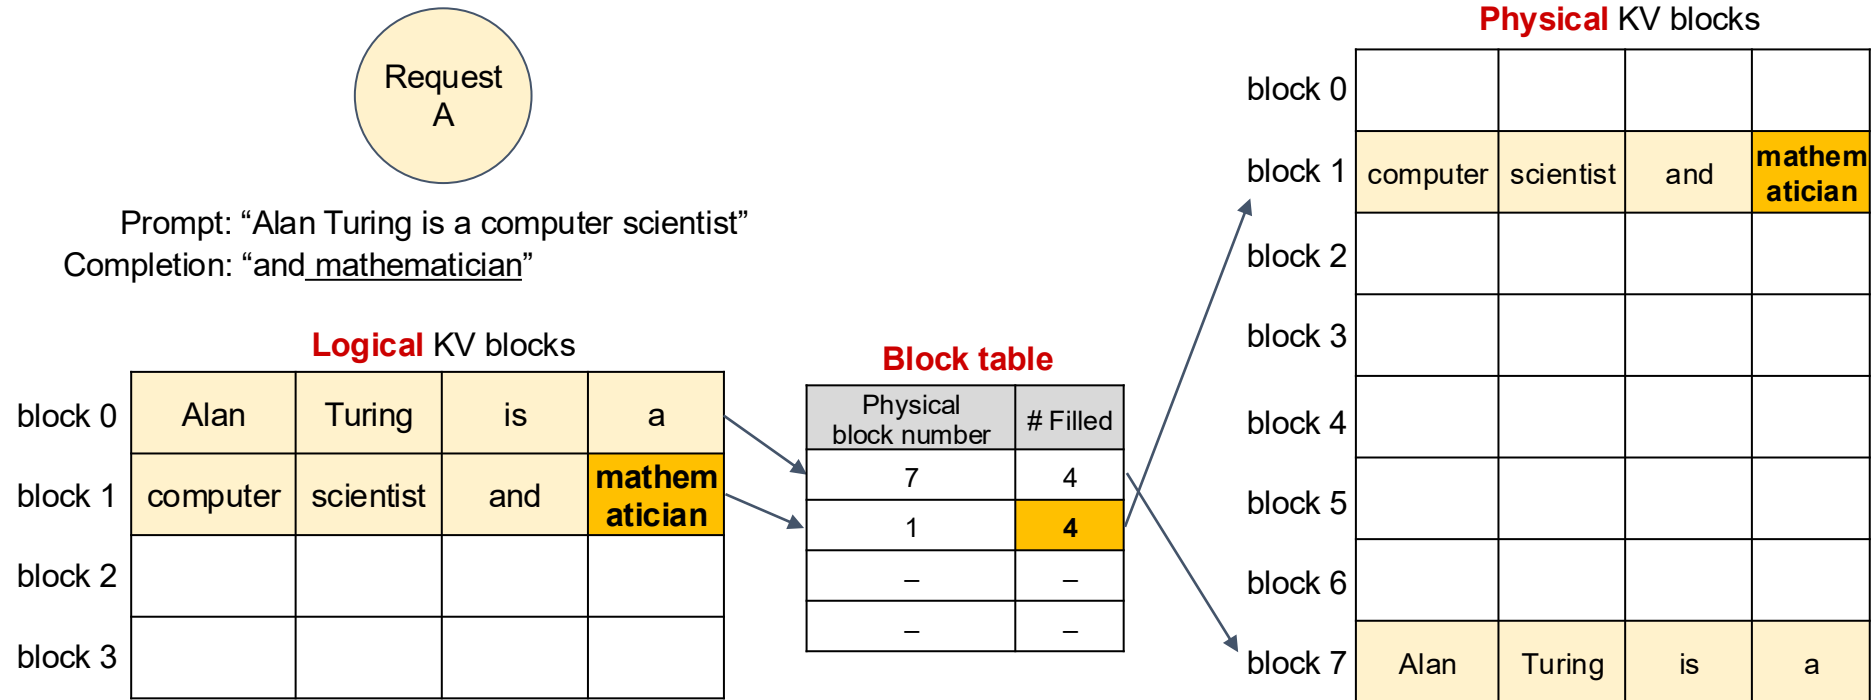 Request
A
Prompt: “Alan Turing is a computer scientist”
Completion: “and mathematician”
Logical KV blocks
block 0 Alan Turing is a
block 1 computer scientist and mathem
atician
block 2
block 3
Block table
Physical
block number # Filled
7 4
1 4
– –
– –
Physical KV blocks
block 0
block 1 computer scientist and mathem
atician
block 2
block 3
block 4
block 5
block 6
block 7 Alan Turing is a